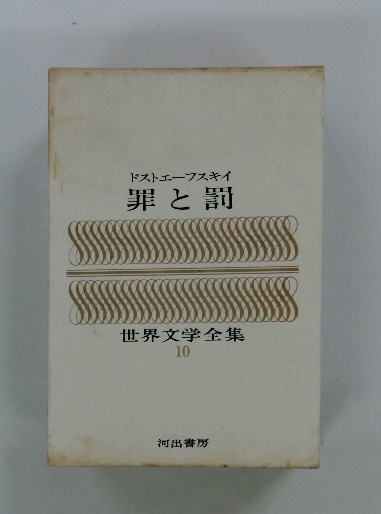 ドストエーフスキイ
罪と罰
世界文学全集
10
河出書房